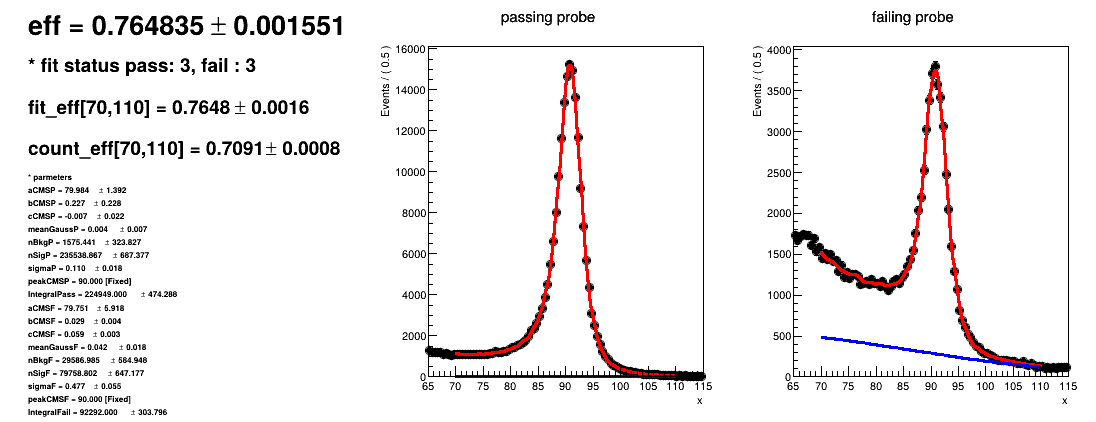 eff = 0.764835 ± 0.001551
* fit status pass: 3, fail : 3
fit_eff[70,110] = 0.7648 ± 0.0016
count_eff[70,110] = 0.7091± 0.0008
* parmeters
aCMSP = 79.984 ± 1.392
bCMSP = 0.227 ± 0.228
cCMSP = -0.007 ± 0.022
meanGaussP = 0.004 ± 0.007
nBkgP = 1575.441 ± 323.827
nSigP = 235538.867 ± 687.377
sigmaP = 0.110 ± 0.018
peakCMSP = 90.000 [Fixed]
IntegralPass = 224949.000 ± 474.288
aCMSF = 79.751 ± 5.918
bCMSF = 0.029 ± 0.004
cCMSF = 0.059 ± 0.003
meanGaussF = 0.042 ± 0.018
nBkgF = 29586.985 ± 584.948
nSigF = 79758.802 ± 647.177
sigmaF = 0.477 ± 0.055
peakCMSF = 90.000 [Fixed]
IntegralFail = 92292.000 ± 303.796
passing probe
Events / ( 0.5 )
16000
14000
12000
10000
8000
6000
4000
2000
0
65 70 75 80 85 90 95 100 105 110 115
x
failing probe
Events / ( 0.5 )
4000
3500
3000
2500
2000
1500
1000
500
0
65 70 75 80 85 90 95 100 105 110 115
x